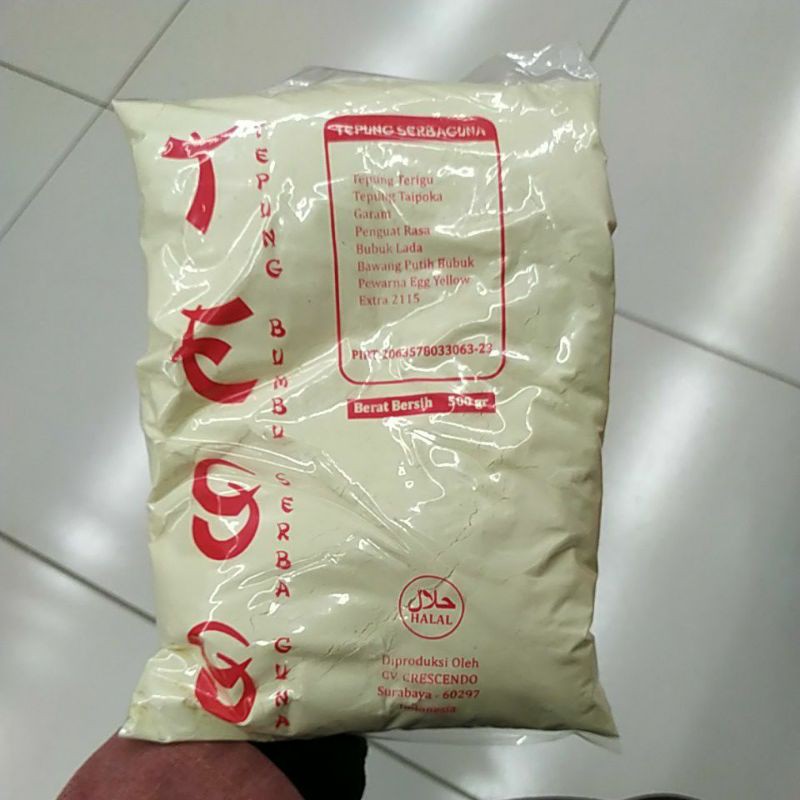 TEGG
TEPUNG BUMBU SERBA GUNA
TEPUNG SERBAGUNA
Tepung Terigu
Tepung Taipoka
Garam
Penguat Rasa
Bubuk Lada
Bawang Putih Bubuk
Pewarna Egg Yellow
Extra 2115
PIRT-2063578033063-23
Berat Bersih 500 gr
حلال
HALAL
Diproduksi Oleh
CV CRESCENDO
Surabaya - 60297
Indonesia